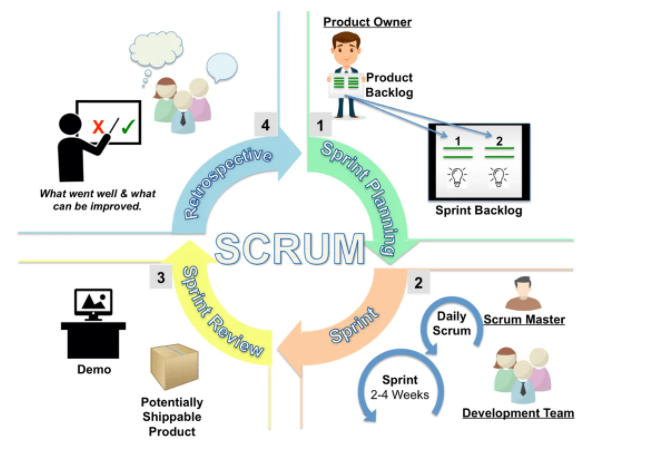 Product Owner
Product
Backlog
4
1
X/✓
Retrospective
Sprint Planning
1 2
What went well & what
can be improved.
Sprint Backlog
SCRUM
3
2
Sprint Review
Sprint
Daily
Scrum
Scrum Master
Demo
Sprint
2-4 Weeks
Potentially
Shippable
Product
Development Team